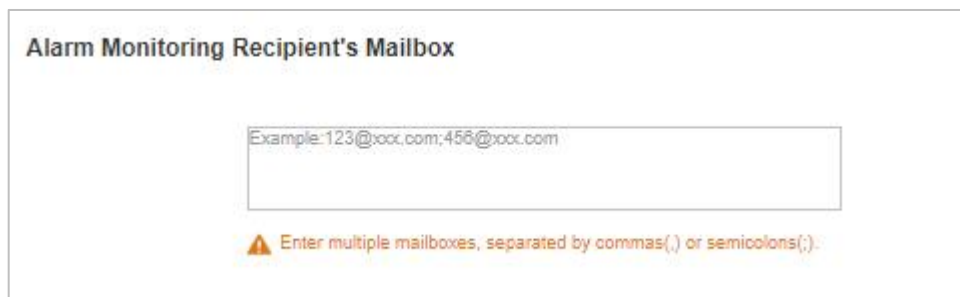 Alarm Monitoring Recipient's Mailbox
Example:123@xxx.com;456@xxx.com
Enter multiple mailboxes, separated by commas(,) or semicolons(;).